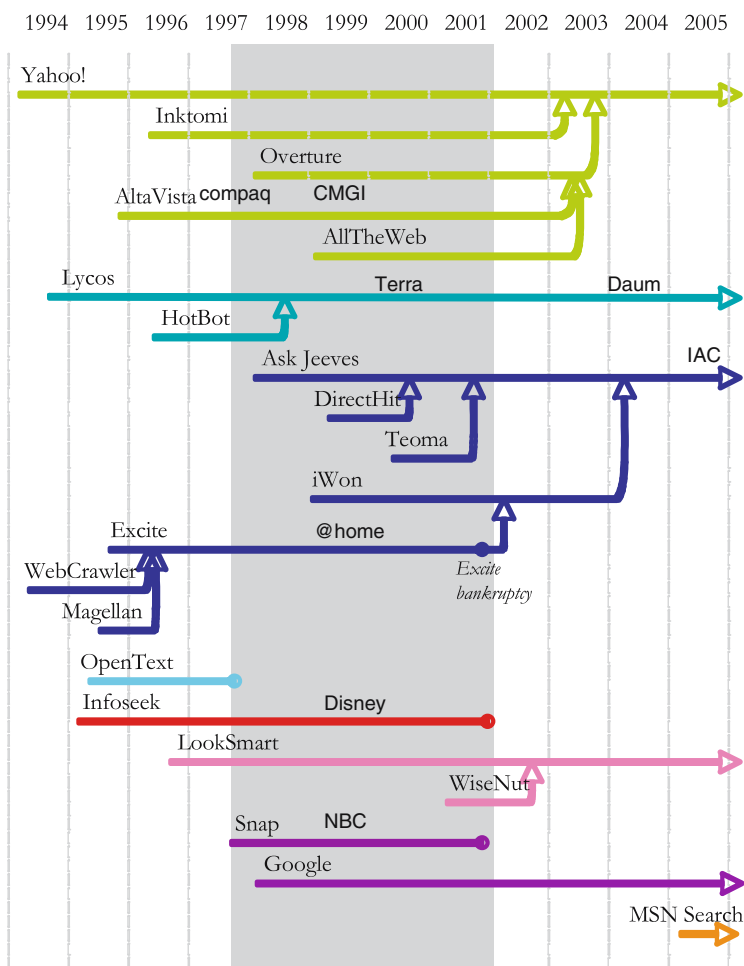 1994 1995 1996 1997 1998 1999 2000 2001 2002 2003 2004 2005
Yahoo!
Inktomi
Overture
AltaVista compaq CMGI
AllTheWeb
Lycos Terra Daum
HotBot
Ask Jeeves IAC
DirectHit
Teoma
iWon
Excite @home
Excite
bankruptcy
WebCrawler
Magellan
OpenText
Infoseek Disney
LookSmart
WiseNut
Snap NBC
Google
MSN Search